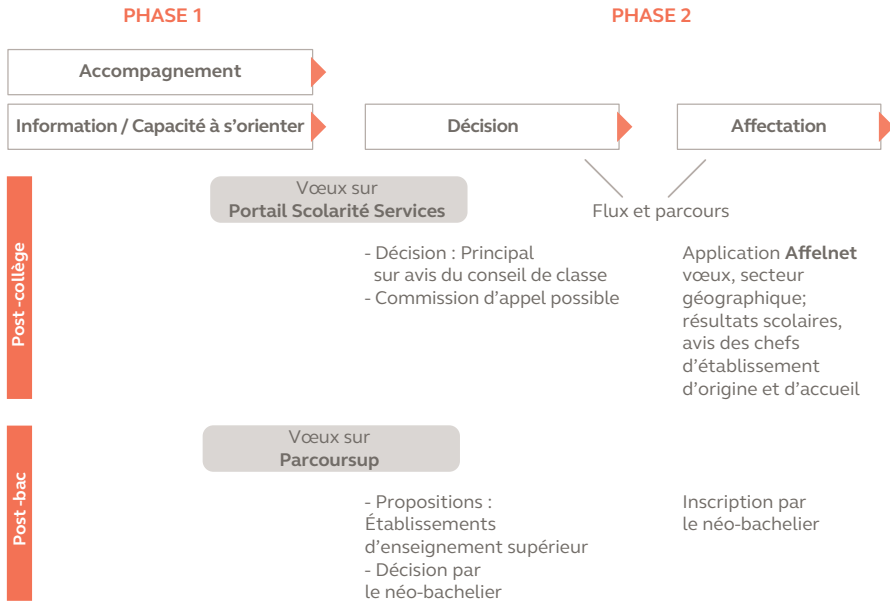 PHASE 1
PHASE 2
Accompagnement
Information / Capacité à s'orienter
Décision
Affectation
Vœux sur
Portail Scolarité Services
Flux et parcours
Post -collège
- Décision : Principal
sur avis du conseil de classe
- Commission d'appel possible
Application Affelnet
vœux, secteur
géographique;
résultats scolaires,
avis des chefs
d'établissement
d'origine et d'accueil
Vœux sur
Parcoursup
Post -bac
- Propositions :
Établissements
d'enseignement supérieur
- Décision par
le néo-bachelier
Inscription par
le néo-bachelier